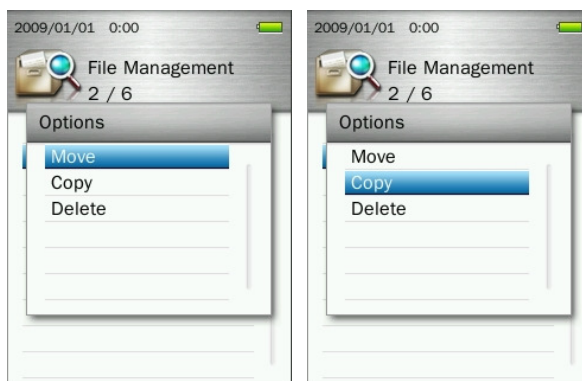 2009/01/01 0:00
File Management
2 / 6
Options
Move
Copy
Delete
2009/01/01 0:00
File Management
2 / 6
Options
Move
Copy
Delete